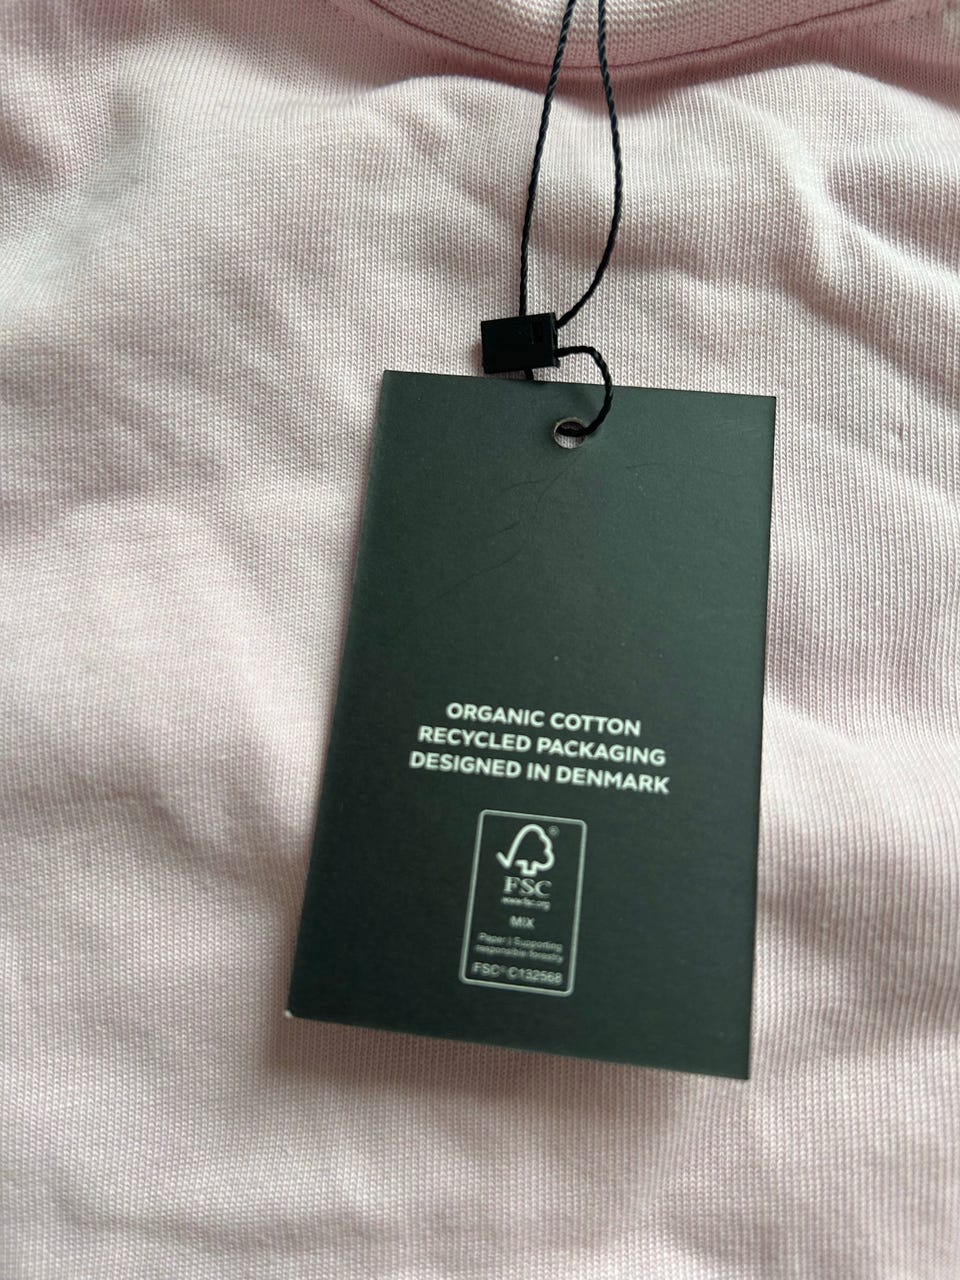 ORGANIC COTTON
RECYCLED PACKAGING
DESIGNED IN DENMARK
®
FSC
www.fsc.org
MIX
Paper | Supporting
responsible forestry
FSC® C132568